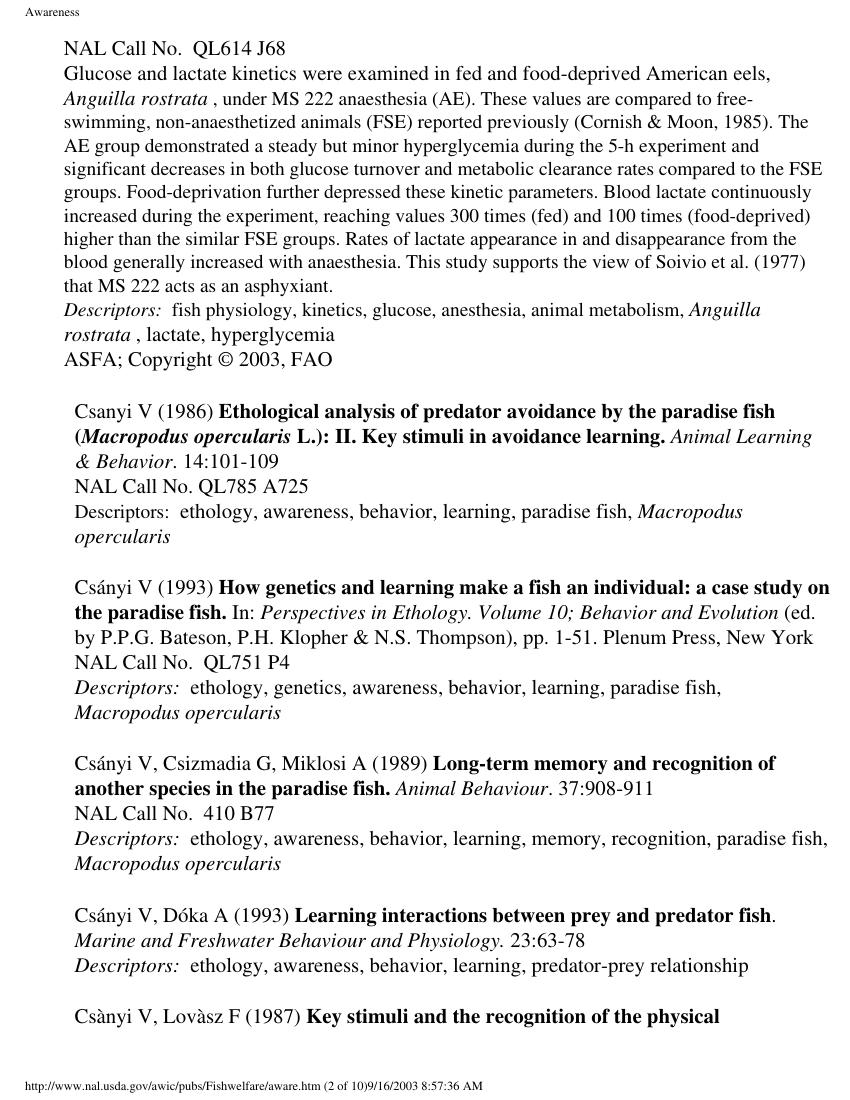 Awareness
NAL Call No.  QL614 J68
Glucose and lactate kinetics were examined in fed and food-deprived American eels,
Anguilla rostrata , under MS 222 anaesthesia (AE). These values are compared to free-
swimming, non-anaesthetized animals (FSE) reported previously (Cornish & Moon, 1985). The
AE group demonstrated a steady but minor hyperglycemia during the 5-h experiment and
significant decreases in both glucose turnover and metabolic clearance rates compared to the FSE
groups. Food-deprivation further depressed these kinetic parameters. Blood lactate continuously
increased during the experiment, reaching values 300 times (fed) and 100 times (food-deprived)
higher than the similar FSE groups. Rates of lactate appearance in and disappearance from the
blood generally increased with anaesthesia. This study supports the view of Soivio et al. (1977)
that MS 222 acts as an asphyxiant.
Descriptors:  fish physiology, kinetics, glucose, anesthesia, animal metabolism, Anguilla
rostrata , lactate, hyperglycemia
ASFA; Copyright © 2003, FAO
Csanyi V (1986) Ethological analysis of predator avoidance by the paradise fish
(Macropodus opercularis L.): II. Key stimuli in avoidance learning. Animal Learning
& Behavior. 14:101-109
NAL Call No. QL785 A725
Descriptors:  ethology, awareness, behavior, learning, paradise fish, Macropodus
opercularis
Csányi V (1993) How genetics and learning make a fish an individual: a case study on
the paradise fish. In: Perspectives in Ethology. Volume 10; Behavior and Evolution (ed.
by P.P.G. Bateson, P.H. Klopher & N.S. Thompson), pp. 1-51. Plenum Press, New York
NAL Call No.  QL751 P4
Descriptors:  ethology, genetics, awareness, behavior, learning, paradise fish,
Macropodus opercularis
Csányi V, Csizmadia G, Miklosi A (1989) Long-term memory and recognition of
another species in the paradise fish. Animal Behaviour. 37:908-911
NAL Call No.  410 B77
Descriptors:  ethology, awareness, behavior, learning, memory, recognition, paradise fish,
Macropodus opercularis
Csányi V, Dóka A (1993) Learning interactions between prey and predator fish.
Marine and Freshwater Behaviour and Physiology. 23:63-78
Descriptors:  ethology, awareness, behavior, learning, predator-prey relationship
Csànyi V, Lovàsz F (1987) Key stimuli and the recognition of the physical
http://www.nal.usda.gov/awic/pubs/Fishwelfare/aware.htm (2 of 10)9/16/2003 8:57:36 AM